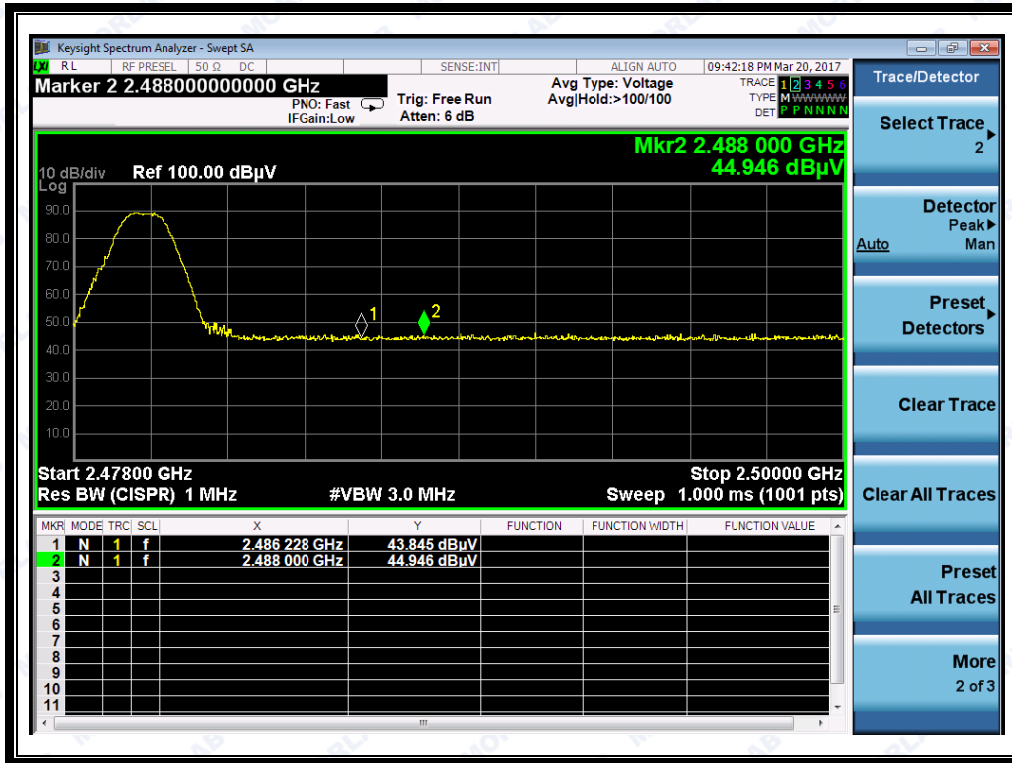 Keysight Spectrum Analyzer - Swept SA
LXI RL RF PRESEL 50 Ω DC SENSE:INT ALIGN AUTO 09:42:18 PM Mar 20, 2017
Marker 2 2.488000000000 GHz
PNO: Fast
IFGain:Low
Trig: Free Run
Atten: 6 dB
Avg Type: Voltage
Avg|Hold:>100/100
TRACE 1 2 3 4 5 6
TYPE M W W W W W
DET P P N N N N
Mkr2 2.488 000 GHz
44.946 dBµV
10 dB/div Ref 100.00 dBµV
Log
90.0
80.0
70.0
60.0
50.0
40.0
30.0
20.0
10.0
1
2
Start 2.47800 GHz Stop 2.50000 GHz
Res BW (CISPR) 1 MHz #VBW 3.0 MHz Sweep 1.000 ms (1001 pts)
MKR MODE TRC SCL X Y FUNCTION FUNCTION WIDTH FUNCTION VALUE
1 N 1 f 2.486 228 GHz 43.845 dBµV
2 N 1 f 2.488 000 GHz 44.946 dBµV
3
4
5
6
7
8
9
10
11
Trace/Detector
Select Trace
2
Detector
Peak
Auto Man
Preset
Detectors
Clear Trace
Clear All Traces
Preset
All Traces
More
2 of 3